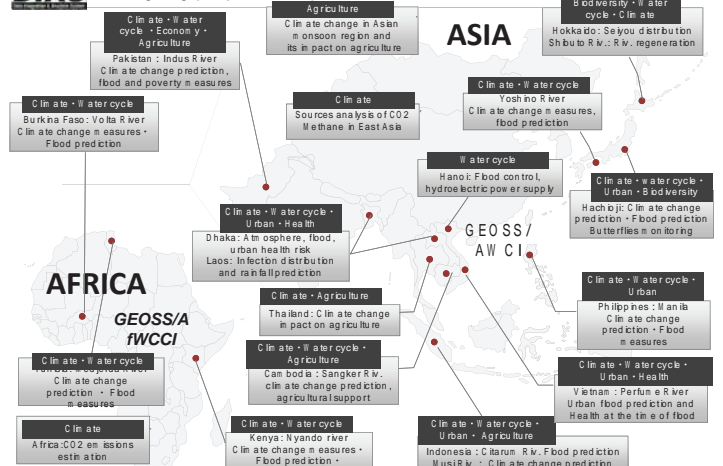 DIAS
Climate・Water
cycle・Economy・
Agriculture
Pakistan : Indus River
Climate change prediction,
flood and poverty measures
Agriculture
Climate change in Asian
monsoon region and
its impact on agriculture
ASIA
Biodiversity・Water
cycle・Climate
Hokkaido: Seiyou distribution
Shibuto Riv.: Riv. regeneration
Climate・Water cycle
Burkina Faso: Volta River
Climate change measures・
Flood prediction
Climate
Sources analysis of CO2
Methane in East Asia
Climate・Water cycle
Yoshino River
Climate change measures,
flood prediction
Water cycle
Hanoi: Flood control,
hydroelectric power supply
Climate・water cycle・
Urban・Biodiversity
Hachioji: Climate change
prediction・Flood prediction
Butterflies monitoring
Climate・Water cycle・
Urban・Health
Dhaka: Atmosphere, flood,
urban health risk
Laos: Infection distribution
and rainfall prediction
GEOSS/
AWCI
AFRICA
GEOSS/A
fWCCI
Climate・Agriculture
Thailand: Climate change
impact on agriculture
Climate・Water cycle・
Urban
Philippines: Manila
Climate change
prediction・Flood
measures
Climate・Water cycle
Tunisia: Medjerda River
Climate change
prediction・Flood
measures
Climate・Water cycle・
Agriculture
Cambodia: Sangker Riv.
climate change prediction,
agricultural support
Climate・Water cycle・
Urban・Health
Vietnam: Perfume River
Urban flood prediction and
Health at the time of flood
Climate
Africa:CO2 emissions
estimation
Climate・Water cycle
Kenya: Nyando river
Climate change measures・
Flood prediction・
Climate・Water cycle・
Urban・Agriculture
Indonesia: Citarum Riv. Flood prediction
Musi Riv.: Climate change prediction